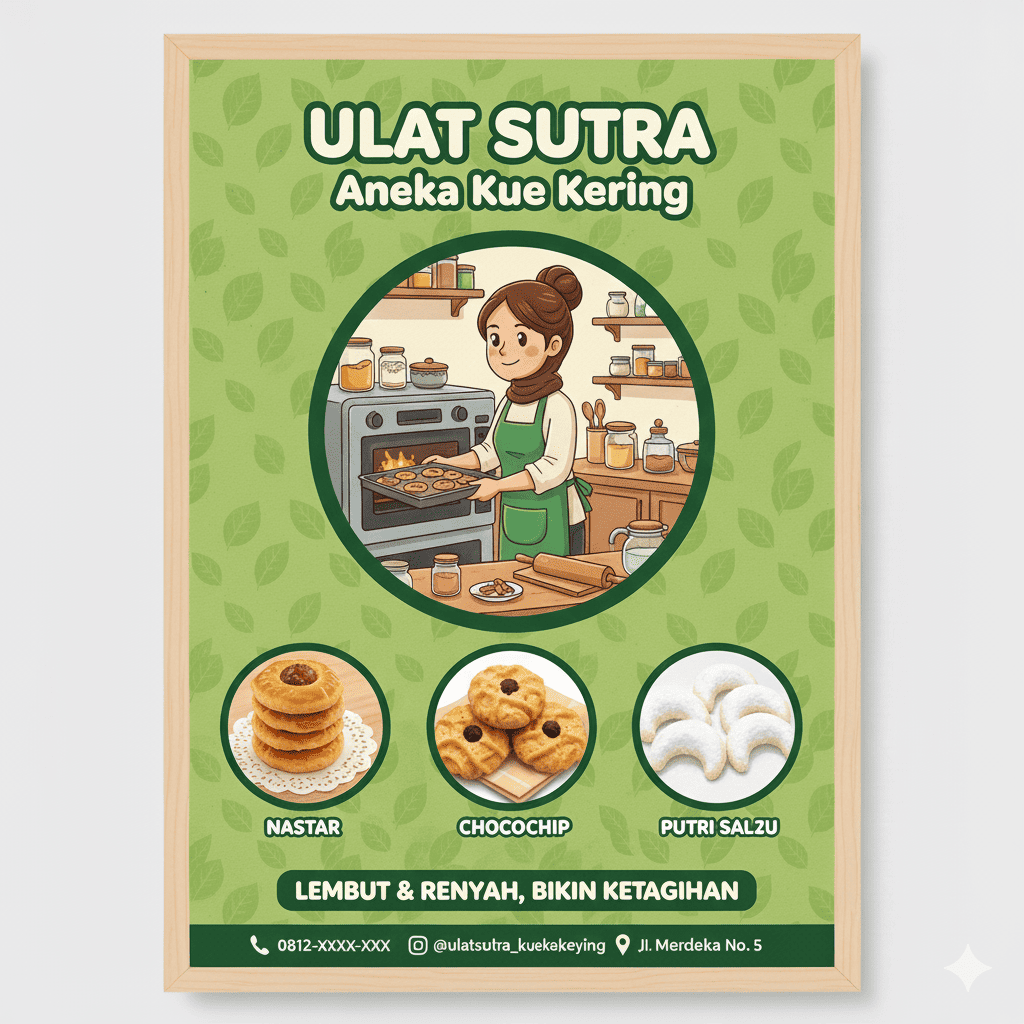 ULAT SUTRA
Aneka Kue Kering
NASTAR
CHOCOCHIP
PUTRI SAL2U
LEMBUT & RENYAH, BIKIN KETAGIHAN
0812-XXXX-XXX @ulatsutra_kuekekeying Jl. Merdeka No. 5